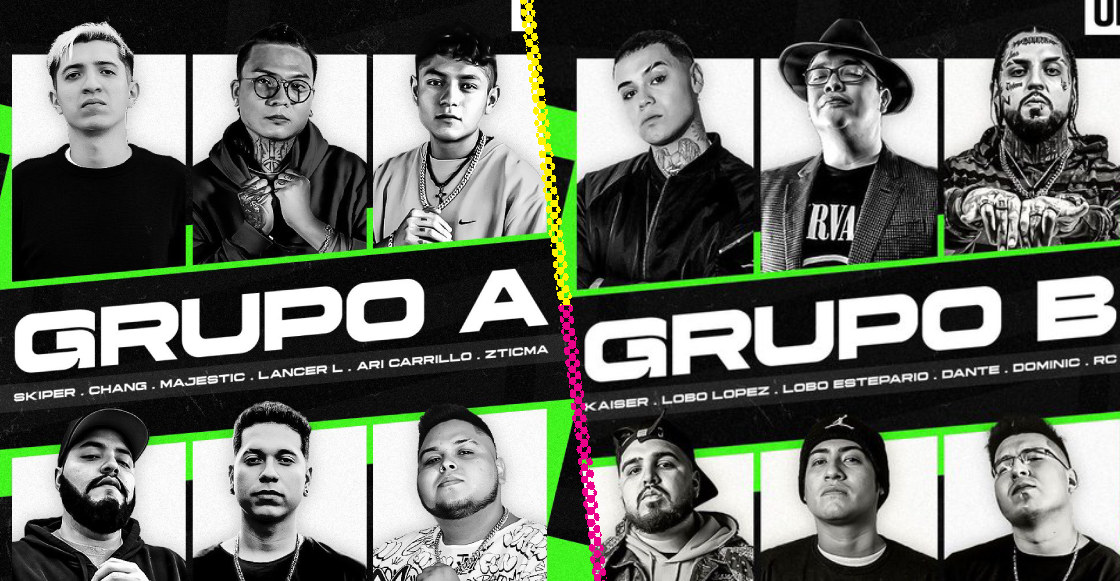 GRUPO A
SKIPER . CHANG . MAJESTIC . LANCER L . ARI CARRILLO . ZTICMA
RVA
GRUPO B
KAISER . LOBO LOPEZ . LOBO ESTEPARIO . DANTE . DOMINIC . RC